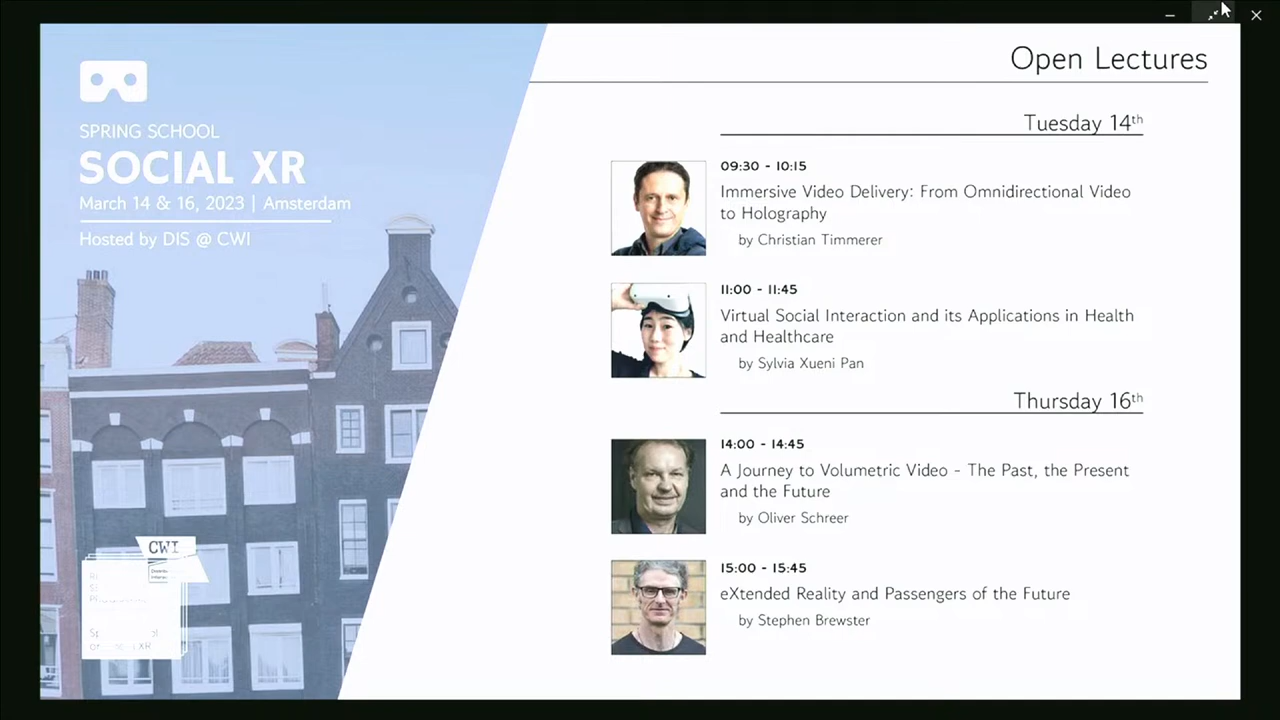 SPRING SCHOOL
SOCIAL XR
March 14 & 16, 2023 | Amsterdam
Hosted by DIS @ CWI
CWI
Open Lectures
Tuesday 14th
09:30 - 10:15
Immersive Video Delivery: From Omnidirectional Video
to Holography
by Christian Timmerer
11:00 - 11:45
Virtual Social Interaction and its Applications in Health
and Healthcare
by Sylvia Xueni Pan
Thursday 16th
14:00 - 14:45
A Journey to Volumetric Video - The Past, the Present
and the Future
by Oliver Schreer
15:00 - 15:45
eXtended Reality and Passengers of the Future
by Stephen Brewster